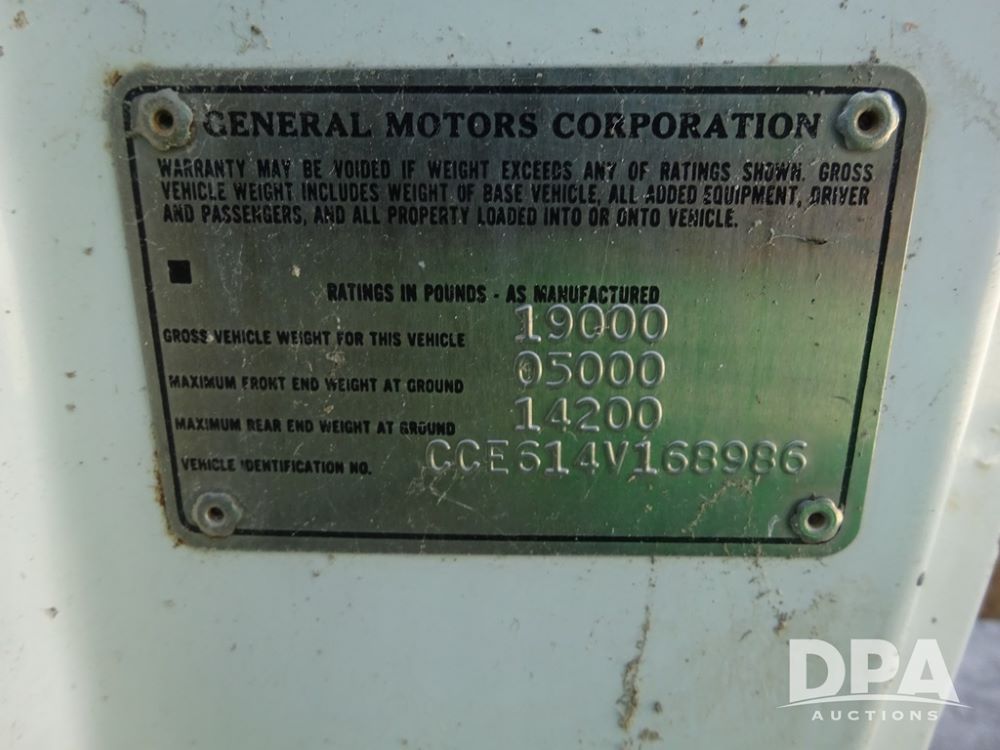 GENERAL MOTORS CORPORATION
WARRANTY MAY BE VOIDED IF WEIGHT EXCEEDS ANY OF RATINGS SHOWN. GROSS
VEHICLE WEIGHT INCLUDES WEIGHT OF BASE VEHICLE, ALL ADDED EQUIPMENT, DRIVER
AND PASSENGERS, AND ALL PROPERTY LOADED INTO OR ONTO VEHICLE.
RATINGS IN POUNDS - AS MANUFACTURED
GROSS VEHICLE WEIGHT FOR THIS VEHICLE 19000
MAXIMUM FRONT END WEIGHT AT GROUND 05000
MAXIMUM REAR END WEIGHT AT GROUND 14200
VEHICLE IDENTIFICATION NO. CCE614V168986
DPA
AUCTIONS